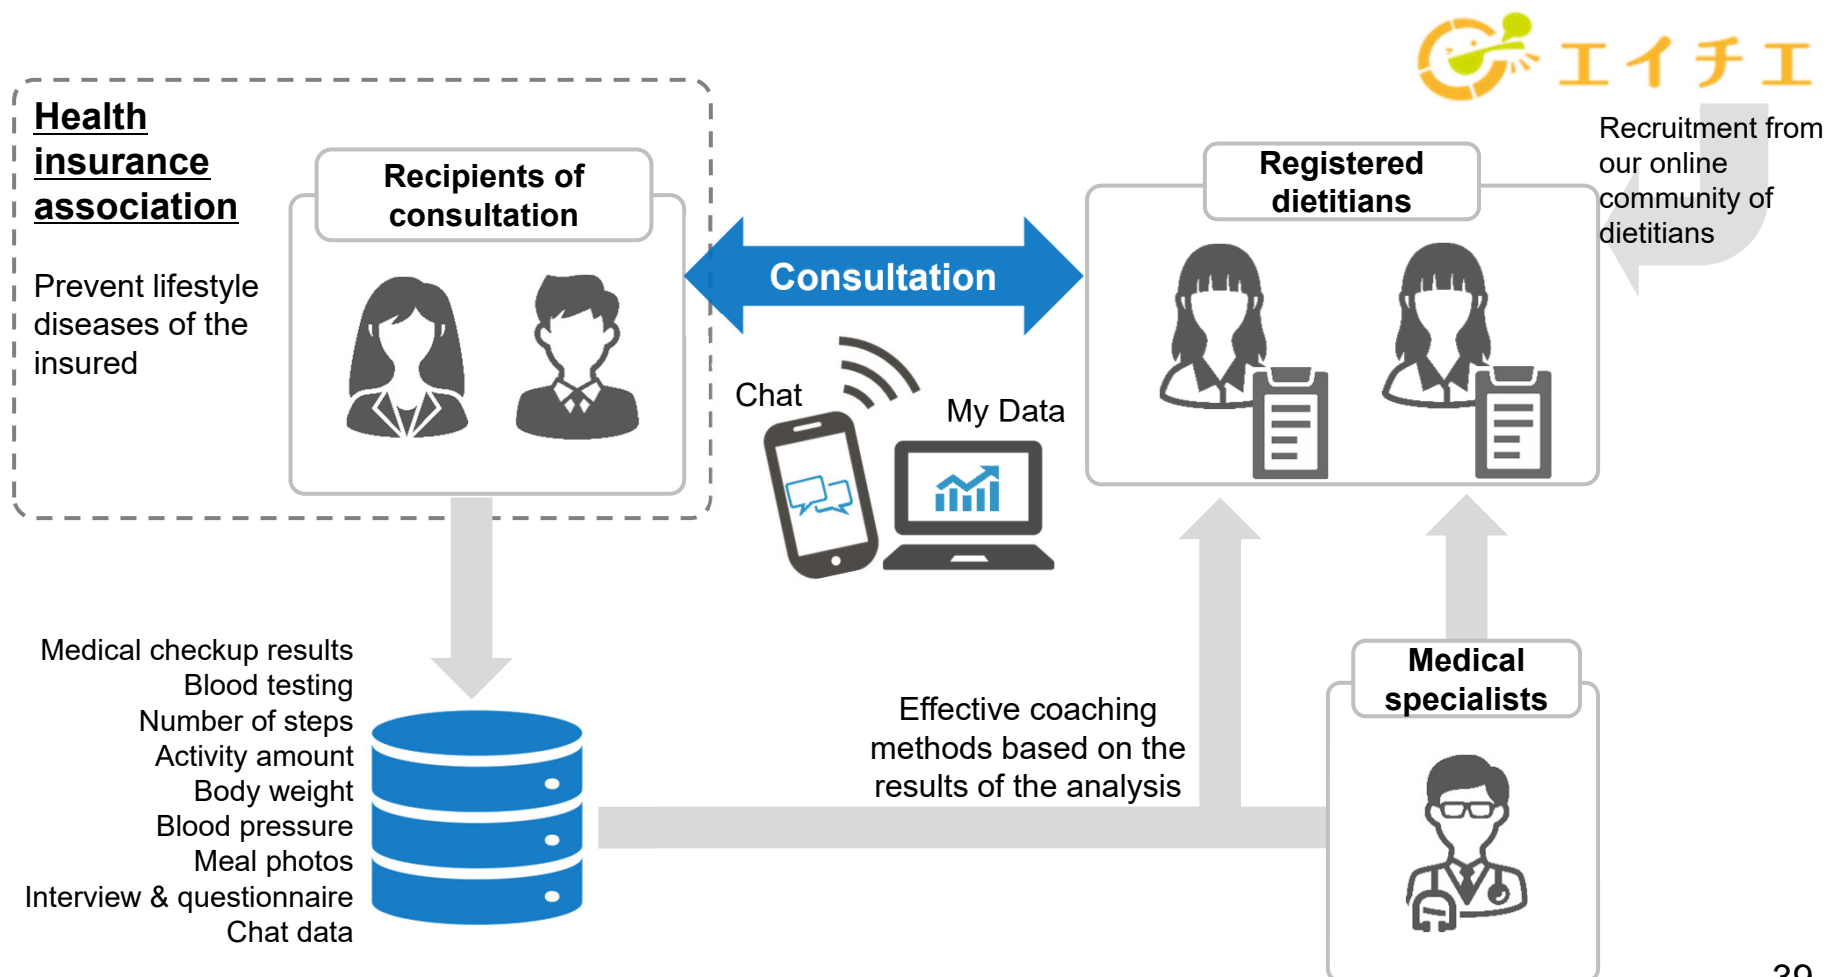 エイチエ
Health
insurance
association
Prevent lifestyle
diseases of the
insured
Recipients of
consultation
Consultation
Chat
My Data
Registered
dietitians
Recruitment from
our online
community of
dietitians
Medical checkup results
Blood testing
Number of steps
Activity amount
Body weight
Blood pressure
Meal photos
Interview & questionnaire
Chat data
Effective coaching
methods based on the
results of the analysis
Medical
specialists
39